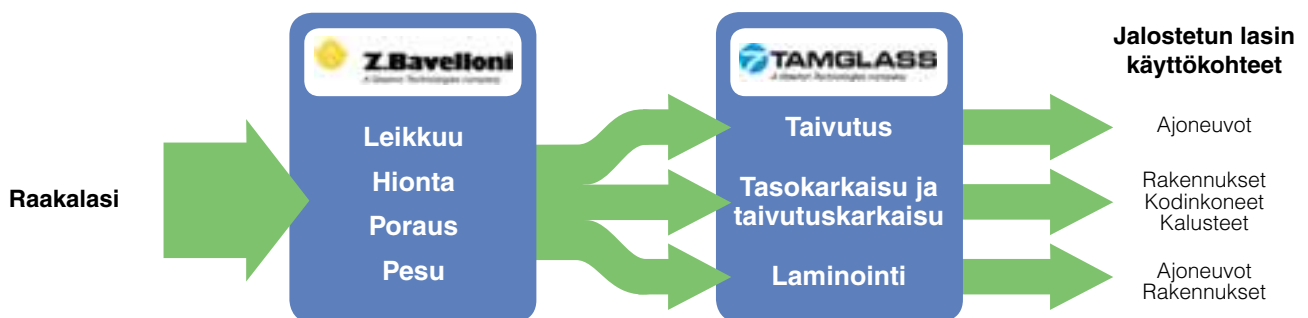 Raakalasi
Z.Bavelloni
Leikkuu
Hionta
Poraus
Pesu
TAMGLASS
Taivutus
Tasokarkaisu ja
taivutuskarkaisu
Laminointi
Jalostetun lasin
käyttökohteet
Ajoneuvot
Rakennukset
Kodinkoneet
Kalusteet
Ajoneuvot
Rakennukset